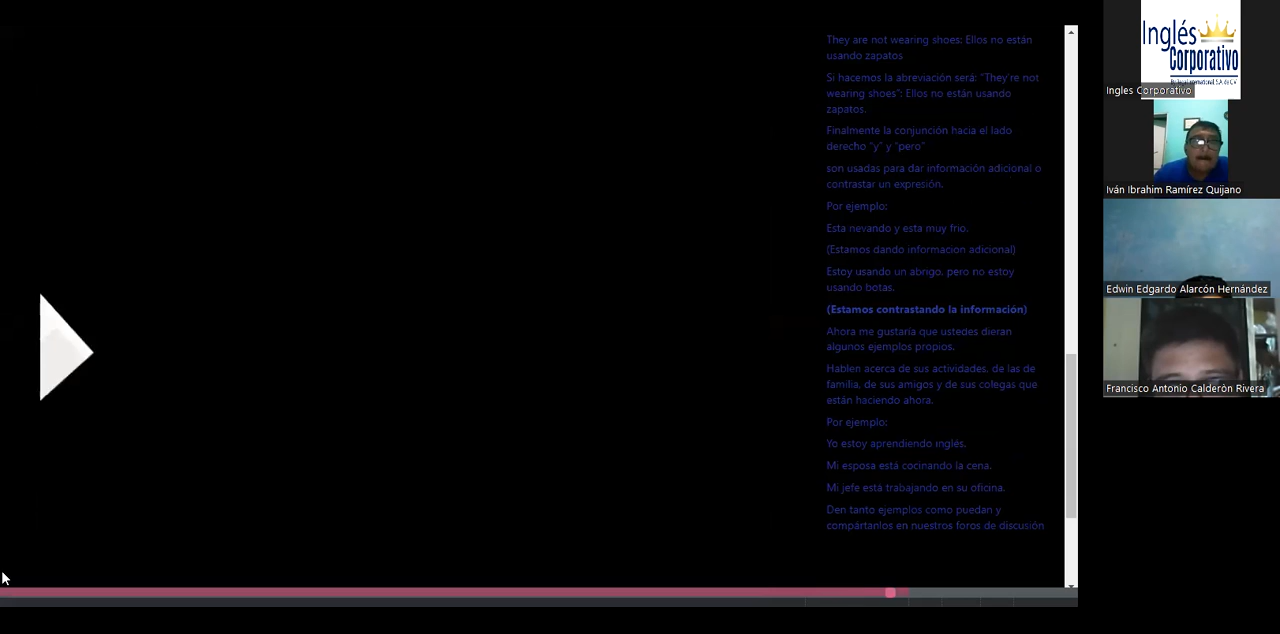 They are not wearing shoes: Ellos no están
usando zapatos
Si hacemos la abreviación será: "They're not
wearing shoes": Ellos no están usando
zapatos.
Finalmente la conjunción hacia el lado
derecho "y" y "pero"
son usadas para dar información adicional o
contrastar un expresión.
Por ejemplo:
Esta nevando y esta muy frio.
(Estamos dando informacion adicional)
Estoy usando un abrigo, pero no estoy
usando botas.
(Estamos contrastando la información)
Ahora me gustaría que ustedes dieran
algunos ejemplos propios.
Hablen acerca de sus actividades, de las de
familia, de sus amigos y de sus colegas que
están haciendo ahora.
Por ejemplo:
Yo estoy aprendiendo inglés.
Mi esposa está cocinando la cena.
Mi jefe esta trabajando en su oficina.
Den tanto ejemplos como puedan y
compártanlos en nuestros foros de discusión
Inglés
Corporativo
Ingles Corporativo
Iván Ibrahim Ramírez Quijano
Edwin Edgardo Alarcón Hernández
Francisco Antonio Calderòn Rivera